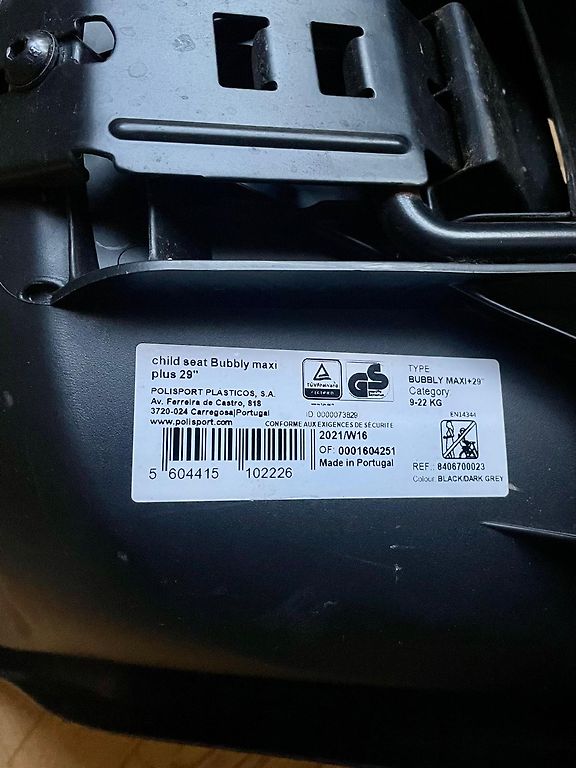 child seat Bubbly maxi
plus 29"
POLISPORT PLASTICOS, S.A.
Av. Ferreira de Castro, 818
3720-024 Carregosa|Portugal
www.polisport.com
ID: 0000073829
CONFORME AUX EXIGENCES DE SÉCURITÉ
5 604415 102226
2021/W16
OF: 0001604251
Made in Portugal
GS
TYPE
BUBBLY MAXI+29"
Category
9-22 KG
EN14344
REF.: 8406700023
Colour: BLACK/DARK GREY